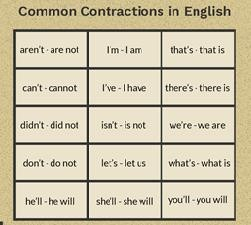 Common Contractions in English
aren't - are not I'm - I am that's - that is
can't - cannot I've - I have there's - there is
didn't - did not isn't - is not we're - we are
don't - do not let's - let us what's - what is
he'll - he will she'll - she will you'll - you will